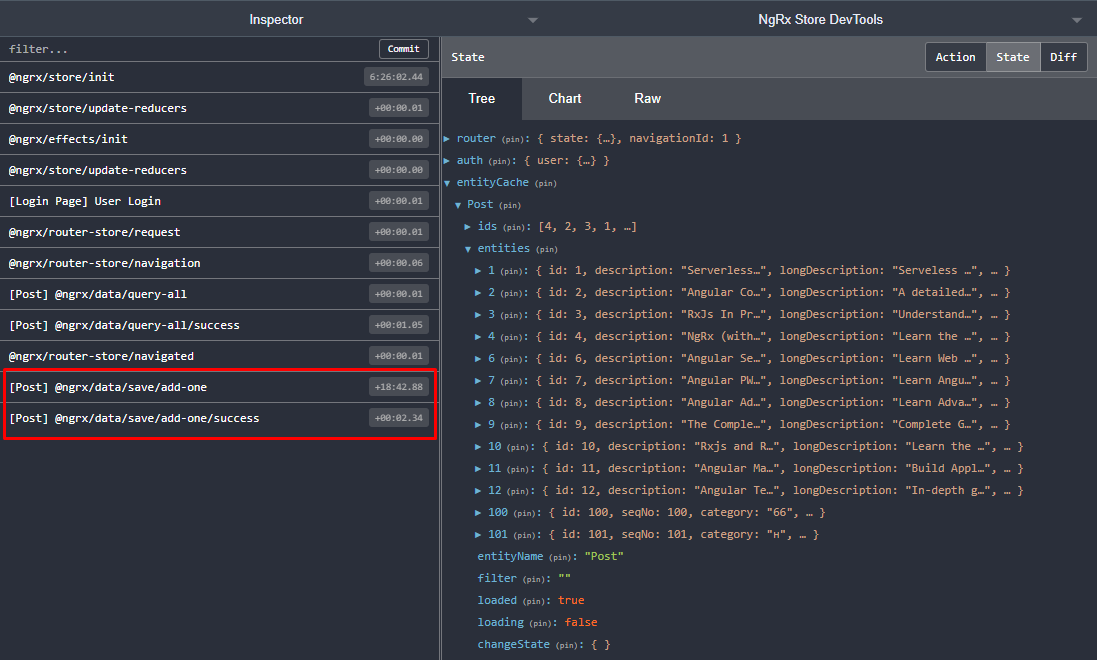 Inspector
NgRx Store DevTools
filter...
Commit
@ngrx/store/init
6:26:02.44
@ngrx/store/update-reducers
+00:00.01
@ngrx/effects/init
+00:00.00
@ngrx/store/update-reducers
+00:00.00
[Login Page] User Login
+00:00.01
@ngrx/router-store/request
+00:00.01
@ngrx/router-store/navigation
+00:00.06
[Post] @ngrx/data/query-all
+00:00.01
[Post] @ngrx/data/query-all/success
+00:01.05
@ngrx/router-store/navigated
+00:00.01
[Post] @ngrx/data/save/add-one
+18:42.88
[Post] @ngrx/data/save/add-one/success
+00:02.34
State
Action
State
Diff
Tree
Chart
Raw
router (pin): { state: {…}, navigationId: 1 }
auth (pin): { user: {…} }
entityCache (pin)
Post (pin)
ids (pin): [4, 2, 3, 1, …]
entities (pin)
1 (pin): { id: 1, description: "Serverless…", longDescription: "Serveless …", … }
2 (pin): { id: 2, description: "Angular Co…", longDescription: "A detailed…", … }
3 (pin): { id: 3, description: "RxJs In Pr…", longDescription: "Understand…", … }
4 (pin): { id: 4, description: "NgRx (with…", longDescription: "Learn the …", … }
6 (pin): { id: 6, description: "Angular Se…", longDescription: "Learn Web …", … }
7 (pin): { id: 7, description: "Angular PW…", longDescription: "Learn Angu…", … }
8 (pin): { id: 8, description: "Angular Ad…", longDescription: "Learn Adva…", … }
9 (pin): { id: 9, description: "The Comple…", longDescription: "Complete G…", … }
10 (pin): { id: 10, description: "Rxjs and R…", longDescription: "Learn the …", … }
11 (pin): { id: 11, description: "Angular Ma…", longDescription: "Build Appl…", … }
12 (pin): { id: 12, description: "Angular Te…", longDescription: "In-depth g…", … }
100 (pin): { id: 100, seqNo: 100, category: "66", … }
101 (pin): { id: 101, seqNo: 101, category: "н", … }
entityName (pin): "Post"
filter (pin): ""
loaded (pin): true
loading (pin): false
changeState (pin): { }